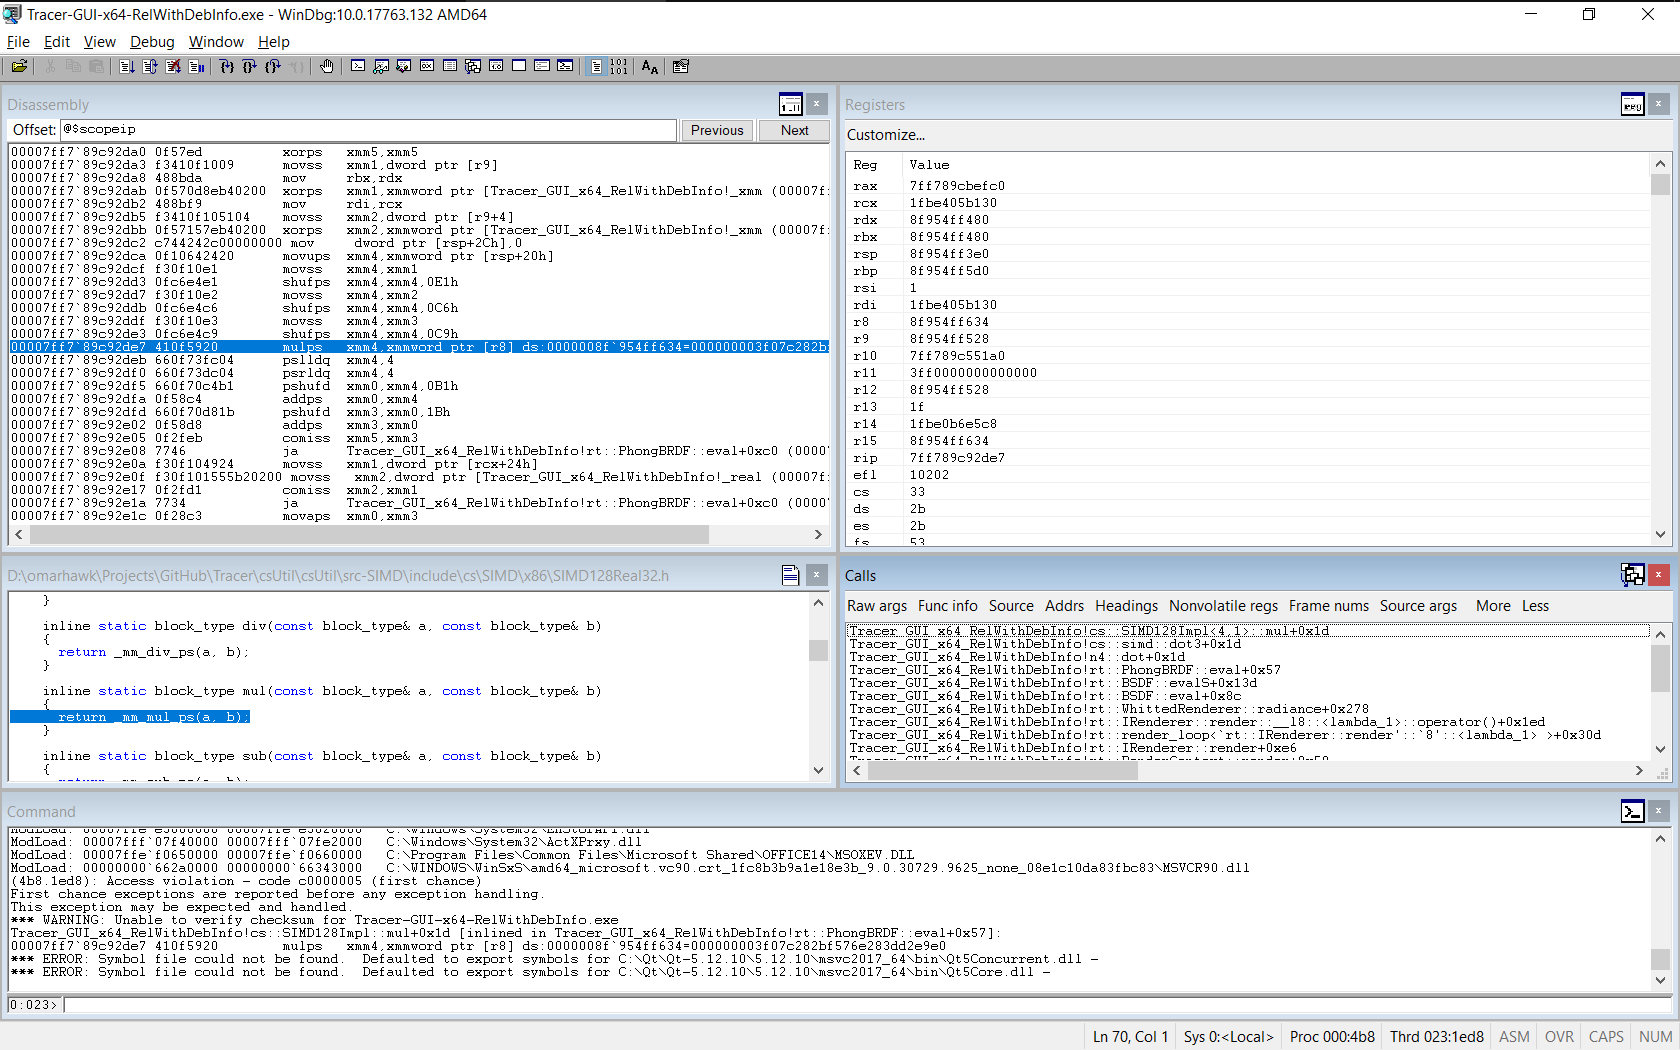 Tracer-GUI-x64-RelWithDebInfo.exe - WinDbg:10.0.17763.132 AMD64
File Edit View Debug Window Help
Disassembly
Offset: @$scopeip Previous Next
00007ff7`89c92da0 0f57ed xorps xmm5,xmm5
00007ff7`89c92da3 f3410f1009 movss xmm1,dword ptr [r9]
00007ff7`89c92da8 488bda mov rbx,rdx
00007ff7`89c92dab 0f570d8eb40200 xorps xmm1,xmmword ptr [Tracer_GUI_x64_RelWithDebInfo!_xmm (00007f
00007ff7`89c92db2 488bf9 mov rdi,rcx
00007ff7`89c92db5 f3410f105104 movss xmm2,dword ptr [r9+4]
00007ff7`89c92dbb 0f57157eb40200 xorps xmm2,xmmword ptr [Tracer_GUI_x64_RelWithDebInfo!_xmm (00007f
00007ff7`89c92dc2 c744242c00000000 mov dword ptr [rsp+2Ch],0
00007ff7`89c92dca 0f10642420 movups xmm4,xmmword ptr [rsp+20h]
00007ff7`89c92dcf f30f10e1 movss xmm4,xmm1
00007ff7`89c92dd3 0fc6e4e1 shufps xmm4,xmm4,0E1h
00007ff7`89c92dd7 f30f10e2 movss xmm4,xmm2
00007ff7`89c92ddb 0fc6e4c6 shufps xmm4,xmm4,0C6h
00007ff7`89c92ddf f30f10e3 movss xmm4,xmm3
00007ff7`89c92de3 0fc6e4c9 shufps xmm4,xmm4,0C9h
00007ff7`89c92de7 410f5920 mulps xmm4,xmmword ptr [r8] ds:0000008f`954ff634=000000003f07c282b
00007ff7`89c92deb 660f73fc04 pslldq xmm4,4
00007ff7`89c92df0 660f73dc04 psrldq xmm4,4
00007ff7`89c92df5 660f70c4b1 pshufd xmm0,xmm4,0B1h
00007ff7`89c92dfa 0f58c4 addps xmm0,xmm4
00007ff7`89c92dfd 660f70d81b pshufd xmm3,xmm0,1Bh
00007ff7`89c92e02 0f58d8 addps xmm3,xmm0
00007ff7`89c92e05 0f2feb comiss xmm5,xmm3
00007ff7`89c92e08 7746 ja Tracer_GUI_x64_RelWithDebInfo!rt::PhongBRDF::eval+0xc0 (00007
00007ff7`89c92e0a f30f104924 movss xmm1,dword ptr [rcx+24h]
00007ff7`89c92e0f f30f101555b20200 movss xmm2,dword ptr [Tracer_GUI_x64_RelWithDebInfo!_real (00007f
00007ff7`89c92e17 0f2fd1 comiss xmm2,xmm1
00007ff7`89c92e1a 7734 ja Tracer_GUI_x64_RelWithDebInfo!rt::PhongBRDF::eval+0xc0 (00007
00007ff7`89c92e1c 0f28c3 movaps xmm0,xmm3
Registers
Customize...
Reg Value
rax 7ff789cbefc0
rcx 1fbe405b130
rdx 8f954ff480
rbx 8f954ff480
rsp 8f954ff3e0
rbp 8f954ff5d0
rsi 1
rdi 1fbe405b130
r8 8f954ff634
r9 8f954ff528
r10 7ff789c551a0
r11 3ff0000000000000
r12 8f954ff528
r13 1f
r14 1fbe0b6e5c8
r15 8f954ff634
rip 7ff789c92de7
efl 10202
cs 33
ds 2b
es 2b
fs 53
D:\omarhawk\Projects\GitHub\Tracer\csUtil\csUtil\src-SIMD\include\cs\SIMD\x86\SIMD128Real32.h
}
inline static block_type div(const block_type& a, const block_type& b)
{
return _mm_div_ps(a, b);
}
inline static block_type mul(const block_type& a, const block_type& b)
{
return _mm_mul_ps(a, b);
}
inline static block_type sub(const block_type& a, const block_type& b)
{
return _mm_sub_ps(a, b);
Calls
Raw args Func info Source Addrs Headings Nonvolatile regs Frame nums Source args More Less
Tracer_GUI_x64_RelWithDebInfo!cs::SIMD128Impl<4,1>::mul+0x1d
Tracer_GUI_x64_RelWithDebInfo!cs::simd::dot3+0x1d
Tracer_GUI_x64_RelWithDebInfo!n4::dot+0x1d
Tracer_GUI_x64_RelWithDebInfo!rt::PhongBRDF::eval+0x57
Tracer_GUI_x64_RelWithDebInfo!rt::BSDF::evalS+0x13d
Tracer_GUI_x64_RelWithDebInfo!rt::BSDF::eval+0x8c
Tracer_GUI_x64_RelWithDebInfo!rt::WhittedRenderer::radiance+0x278
Tracer_GUI_x64_RelWithDebInfo!rt::IRenderer::render::__l8::<lambda_1>::operator()+0x1ed
Tracer_GUI_x64_RelWithDebInfo!rt::render_loop<`rt::IRenderer::render'::`8'::<lambda_1> >+0x30d
Tracer_GUI_x64_RelWithDebInfo!rt::IRenderer::render+0xe6
Tracer_GUI_x64_RelWithDebInfo!rt::RenderContext::render+0x50
Command
ModLoad: 00007ffe`e5000000 00007ffe`e5020000 C:\Windows\System32\EhStorAPI.dll
ModLoad: 00007fff`07f40000 00007fff`07fe2000 C:\Windows\System32\ActXPrxy.dll
ModLoad: 00007ffe`f0650000 00007ffe`f0660000 C:\Program Files\Common Files\Microsoft Shared\OFFICE14\MSOXEV.DLL
ModLoad: 00000000`662a0000 00000000`66343000 C:\WINDOWS\WinSxS\amd64_microsoft.vc90.crt_1fc8b3b9a1e18e3b_9.0.30729.9625_none_08e1c10da83fbc83\MSVCR90.dll
(4b8.1ed8): Access violation - code c0000005 (first chance)
First chance exceptions are reported before any exception handling.
This exception may be expected and handled.
*** WARNING: Unable to verify checksum for Tracer-GUI-x64-RelWithDebInfo.exe
Tracer_GUI_x64_RelWithDebInfo!cs::SIMD128Impl::mul+0x1d [inlined in Tracer_GUI_x64_RelWithDebInfo!rt::PhongBRDF::eval+0x57]:
00007ff7`89c92de7 410f5920 mulps xmm4,xmmword ptr [r8] ds:0000008f`954ff634=000000003f07c282bf576e283dd2e9e0
*** ERROR: Symbol file could not be found. Defaulted to export symbols for C:\Qt\Qt-5.12.10\5.12.10\msvc2017_64\bin\Qt5Concurrent.dll -
*** ERROR: Symbol file could not be found. Defaulted to export symbols for C:\Qt\Qt-5.12.10\5.12.10\msvc2017_64\bin\Qt5Core.dll -
0:023>
Ln 70, Col 1 Sys 0:<Local> Proc 000:4b8 Thrd 023:1ed8 ASM OVR CAPS NUM